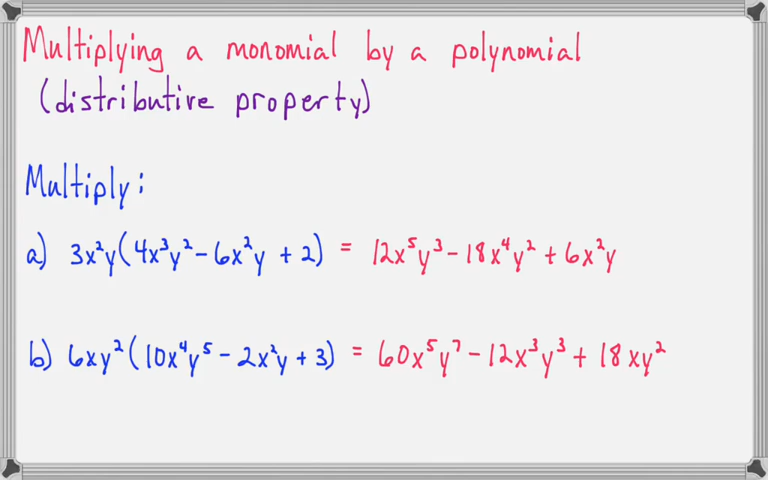 Multiplying a monomial by a polynomial
(distributive property)
Multiply:
a) 3x²y(4x³y² - 6x²y + 2) = 12x⁵y³ - 18x⁴y² + 6x²y
b) 6xy²(10x⁴y⁵ - 2x²y + 3) = 60x⁵y⁷ - 12x³y³ + 18xy²